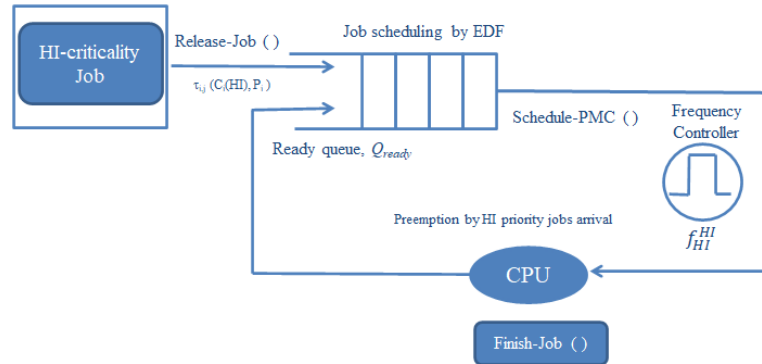 HI-criticality
Job
Release-Job ( )
τi,j (Ci(HI), Pi )
Job scheduling by EDF
Ready queue, Qready
Schedule-PMC ( )
Frequency
Controller
f_HI^HI
Preemption by HI priority jobs arrival
CPU
Finish-Job ( )